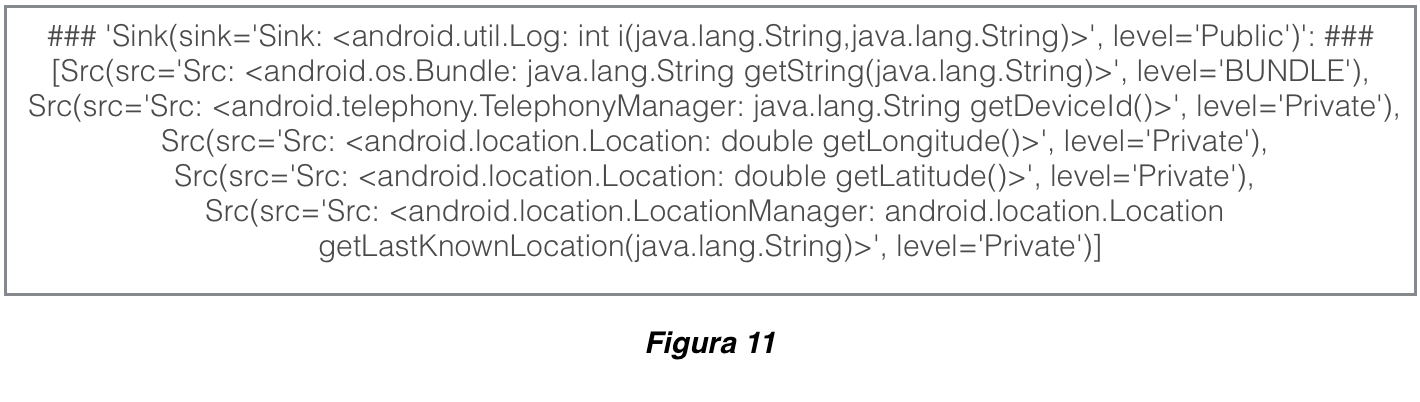 ### 'Sink(sink='Sink: <android.util.Log: int i(java.lang.String,java.lang.String)>', level='Public')': ###
[Src(src='Src: <android.os.Bundle: java.lang.String getString(java.lang.String)>', level='BUNDLE'),
Src(src='Src: <android.telephony.TelephonyManager: java.lang.String getDeviceId()>', level='Private'),
Src(src='Src: <android.location.Location: double getLongitude()>', level='Private'),
Src(src='Src: <android.location.Location: double getLatitude()>', level='Private'),
Src(src='Src: <android.location.LocationManager: android.location.Location
getLastKnownLocation(java.lang.String)>', level='Private')]
Figura 11